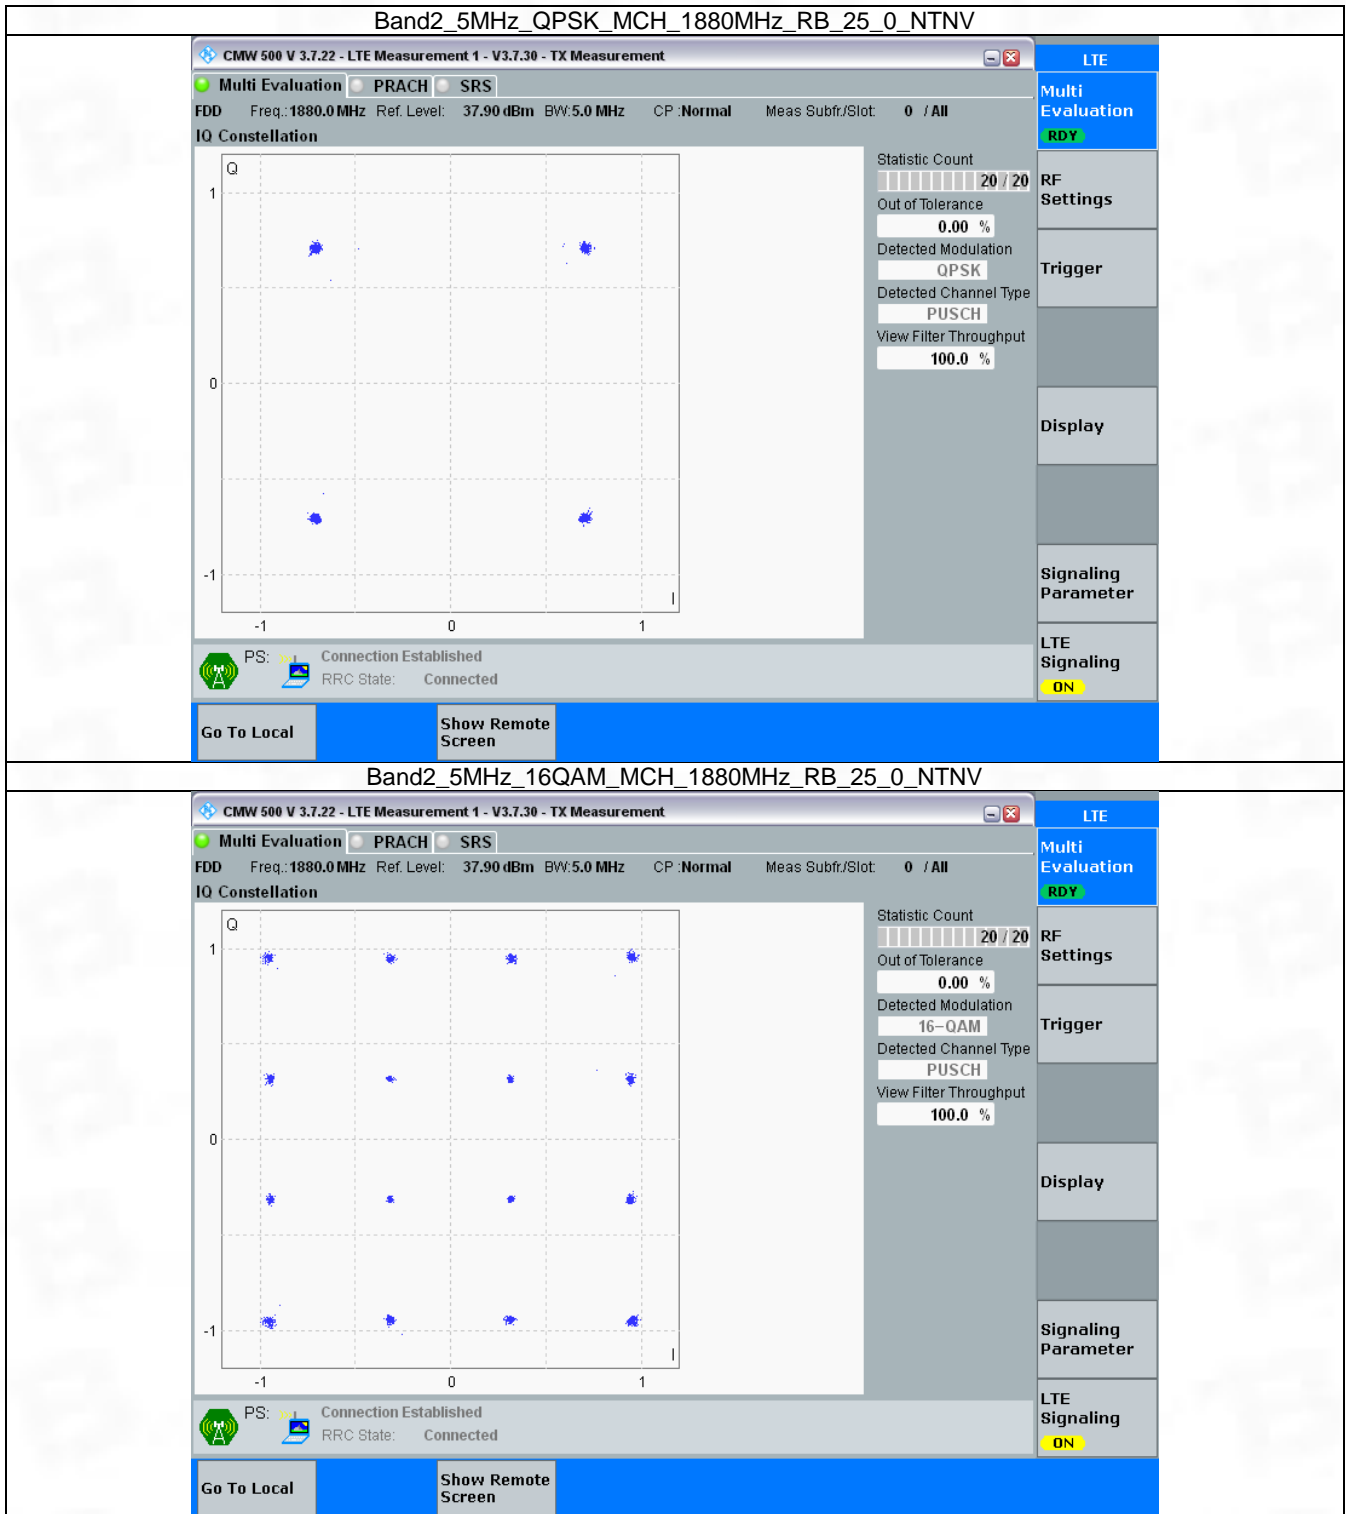 Band2_5MHz_QPSK_MCH_1880MHz_RB_25_0_NTNV
CMW 500 V 3.7.22 - LTE Measurement 1 - V3.7.30 - TX Measurement
LTE
Multi Evaluation PRACH SRS
Multi
Evaluation
RDY
FDD Freq.: 1880.0 MHz Ref. Level: 37.90 dBm BW: 5.0 MHz CP : Normal Meas Subfr./Slot: 0 / All
IQ Constellation
Q
1
0
-1
I
-1 0 1
Statistic Count
20 / 20
Out of Tolerance
0.00 %
Detected Modulation
QPSK
Detected Channel Type
PUSCH
View Filter Throughput
100.0 %
RF
Settings
Trigger
Display
Signaling
Parameter
LTE
Signaling
ON
PS: Connection Established
RRC State: Connected
Go To Local
Show Remote
Screen
Band2_5MHz_16QAM_MCH_1880MHz_RB_25_0_NTNV
CMW 500 V 3.7.22 - LTE Measurement 1 - V3.7.30 - TX Measurement
LTE
Multi Evaluation PRACH SRS
Multi
Evaluation
RDY
FDD Freq.: 1880.0 MHz Ref. Level: 37.90 dBm BW: 5.0 MHz CP : Normal Meas Subfr./Slot: 0 / All
IQ Constellation
Q
1
0
-1
I
-1 0 1
Statistic Count
20 / 20
Out of Tolerance
0.00 %
Detected Modulation
16-QAM
Detected Channel Type
PUSCH
View Filter Throughput
100.0 %
RF
Settings
Trigger
Display
Signaling
Parameter
LTE
Signaling
ON
PS: Connection Established
RRC State: Connected
Go To Local
Show Remote
Screen